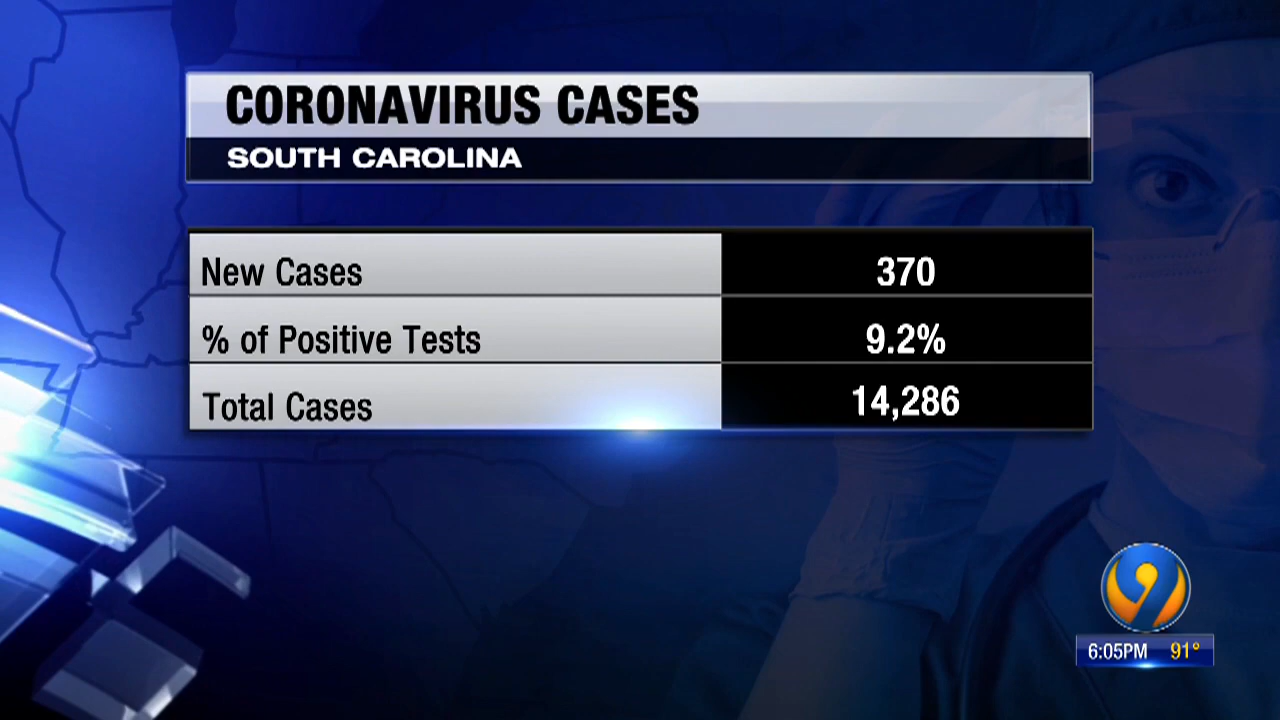 CORONAVIRUS CASES
SOUTH CAROLINA
New Cases 370
% of Positive Tests 9.2%
Total Cases 14,286
9
6:05PM 91°